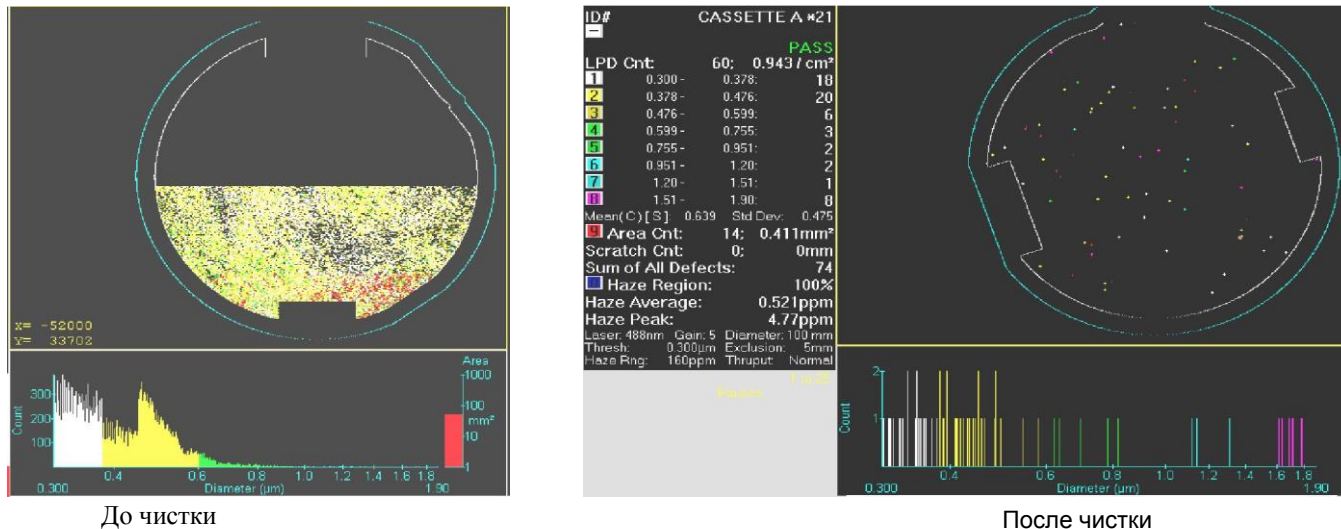 x= -52000
Y= 33702
Area
Count
300
200
100
1000
100
mm²
10
1
0.4 0.6 0.8 1.0 1.2 1.4 1.6 1.8
0.300 Diameter (µm) 1.90
До чистки
ID# CASSETTE A *21
PASS
LPD Cnt: 60; 0.943 / cm²
1 0.300 - 0.378: 18
2 0.378 - 0.476: 20
3 0.476 - 0.599: 6
4 0.599 - 0.755: 3
5 0.755 - 0.951: 2
6 0.951 - 1.20: 2
7 1.20 - 1.51: 1
8 1.51 - 1.90: 8
Mean( C ) [ S ] 0.639 Std Dev: 0.475
9 Area Cnt: 14; 0.411mm²
Scratch Cnt: 0; 0mm
Sum of All Defects: 74
Haze Region: 100%
Haze Average: 0.521ppm
Haze Peak: 4.77ppm
Laser: 488nm Gain: 5 Diameter: 100 mm
Thresh: 0.300µm Exclusion: 5mm
Haze Rng: 160ppm Thruput: Normal
Count
2
1
0.4 0.6 0.8 1.0 1.2 1.4 1.6 1.8
0.300 Diameter (µm) 1.90
После чистки